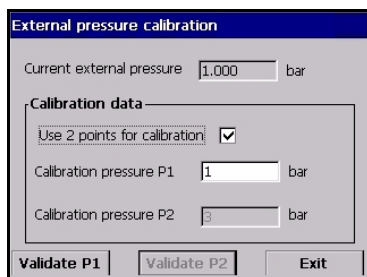 External pressure calibration
Current external pressure 1.000 bar
Calibration data
Use 2 points for calibration
Calibration pressure P1 1 bar
Calibration pressure P2 3 bar
Validate P1 Validate P2 Exit